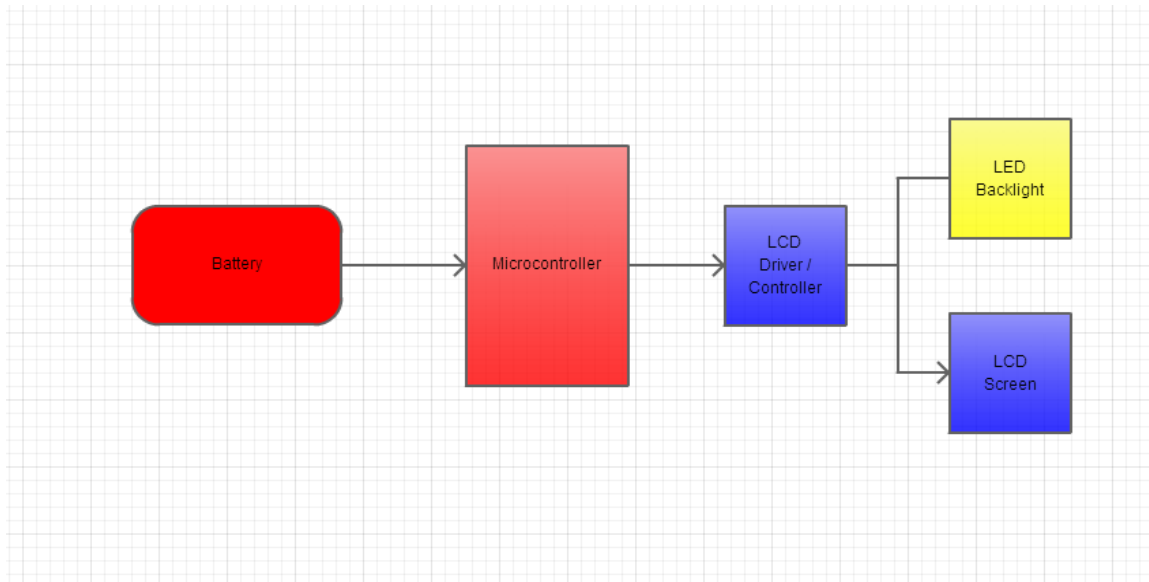 Battery
Microcontroller
LCD
Driver /
Controller
LED
Backlight
LCD
Screen